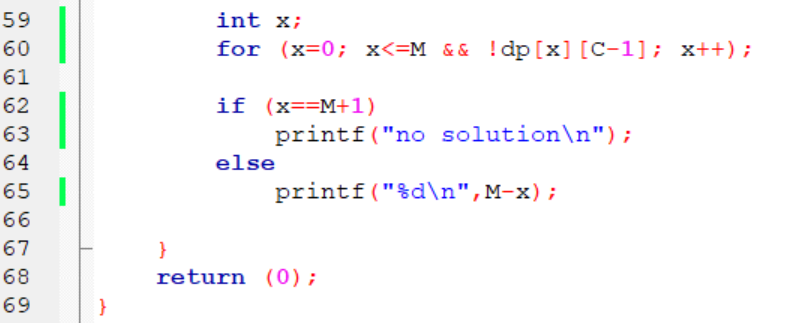 59 int x;
60 for (x=0; x<=M && !dp[x][C-1]; x++);
61
62 if (x==M+1)
63 printf("no solution\n");
64 else
65 printf("%d\n",M-x);
66
67 }
68 return (0);
69 }